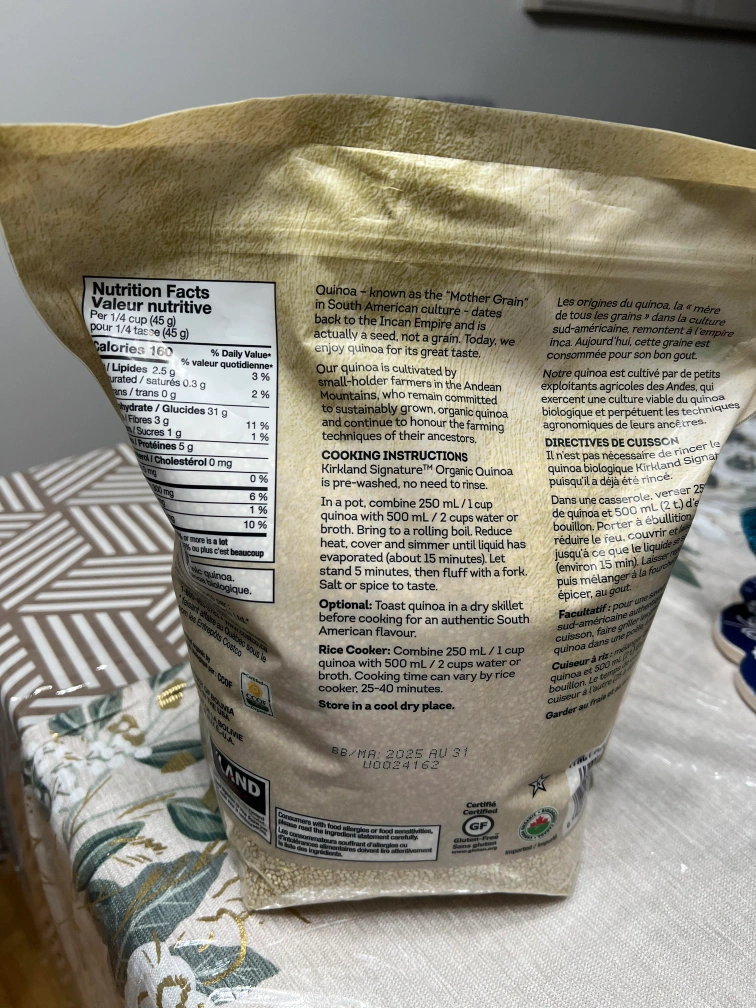 Nutrition Facts
Valeur nutritive
Per 1/4 cup (45 g)
pour 1/4 tasse (45 g)
Calories 160
% Daily Value*
% valeur quotidienne*
/ Lipides 2.5 g
3 %
urated / saturés 0.3 g
ans / trans 0 g
2 %
hydrate / Glucides 31 g
/ Fibres 3 g
11 %
/ Sucres 1 g
1 %
/ Protéines 5 g
/ Cholestérol 0 mg
mg
0 %
mg
6 %
1 %
10 %
or more is a lot
ou plus c'est beaucoup
quinoa.
biologique.
Quinoa – known as the "Mother Grain"
in South American culture – dates
back to the Incan Empire and is
actually a seed, not a grain. Today, we
enjoy quinoa for its great taste.
Our quinoa is cultivated by
small-holder farmers in the Andean
Mountains, who remain committed
to sustainably grown, organic quinoa
and continue to honour the farming
techniques of their ancestors.
COOKING INSTRUCTIONS
Kirkland Signature™ Organic Quinoa
is pre-washed, no need to rinse.
In a pot, combine 250 mL / 1 cup
quinoa with 500 mL / 2 cups water or
broth. Bring to a rolling boil. Reduce
heat, cover and simmer until liquid has
evaporated (about 15 minutes). Let
stand 5 minutes, then fluff with a fork.
Salt or spice to taste.
Optional: Toast quinoa in a dry skillet
before cooking for an authentic South
American flavour.
Rice Cooker: Combine 250 mL / 1 cup
quinoa with 500 mL / 2 cups water or
broth. Cooking time can vary by rice
cooker, 25-40 minutes.
Store in a cool dry place.
BB/MA: 2025 AU 31
U0024162
Les origines du quinoa, la « mère
de tous les grains » dans la culture
sud-américaine, remontent à l'empire
Inca. Aujourd'hui, cette graine est
consommée pour son bon gout.
Notre quinoa est cultivé par de petits
exploitants agricoles des Andes, qui
exercent une culture viable du quinoa
biologique et perpétuent les techniques
agronomiques de leurs ancêtres.
DIRECTIVES DE CUISSON
Il n'est pas nécessaire de rincer le
quinoa biologique Kirkland Signat
puisqu'il a déjà été rincé.
Dans une casserole, verser 25
de quinoa et 500 mL (2 t.) d'e
bouillon. Porter à ébullition,
réduire le feu, couvrir et
jusqu'à ce que le liquide
(environ 15 min). Laisser
puis mélanger à la fourch
épicer, au gout.
Facultatif : pour une
sud-américaine authen
cuisson, faire griller
quinoa dans une
Cuiseur à riz :
quinoa et 500 mL
bouillon. Le temps
cuiseur à l'autre
Garder au frais et
les Entrepôts Costco
CCOF
BOLIVIA
BOLIVIE
LAND
Consumers with food allergies or food sensitivities,
please read the ingredient statement carefully.
Les consommateurs souffrant d'allergies ou
d'intolérances alimentaires doivent lire attentivement
la liste des ingrédients.
Certifié
Certified
GF
Gluten-Free
Sans gluten
www.gluten.org
Imported /